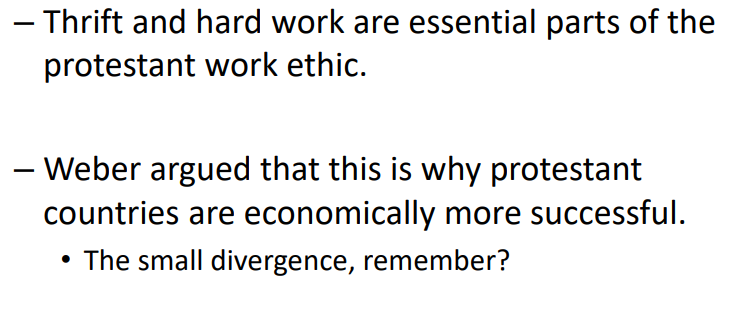 – Thrift and hard work are essential parts of the
protestant work ethic.
– Weber argued that this is why protestant
countries are economically more successful.
• The small divergence, remember?